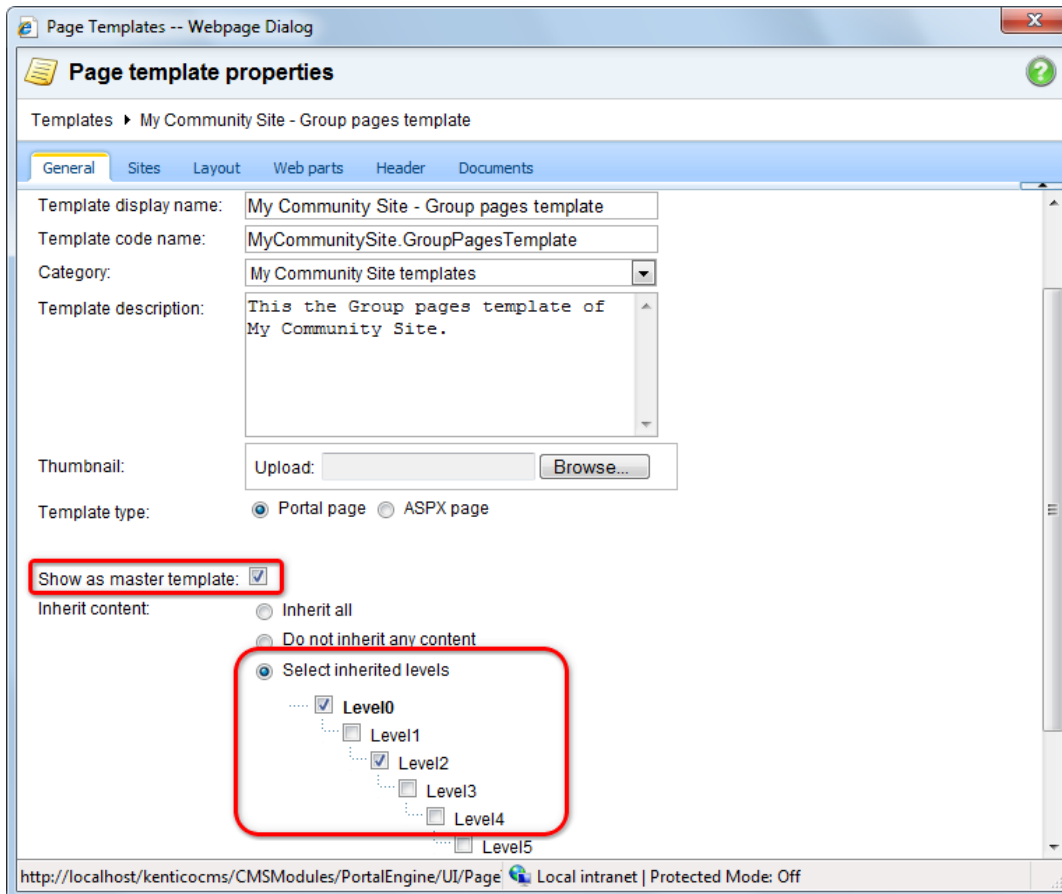 Page Templates -- Webpage Dialog
Page template properties
Templates ▸ My Community Site - Group pages template
General Sites Layout Web parts Header Documents
Template display name: My Community Site - Group pages template
Template code name: MyCommunitySite.GroupPagesTemplate
Category: My Community Site templates
Template description: This the Group pages template of
My Community Site.
Thumbnail: Upload: Browse...
Template type: Portal page ASPX page
Show as master template:
Inherit content: Inherit all
Do not inherit any content
Select inherited levels
Level0
Level1
Level2
Level3
Level4
Level5
http://localhost/kenticocms/CMSModules/PortalEngine/UI/Page Local intranet | Protected Mode: Off